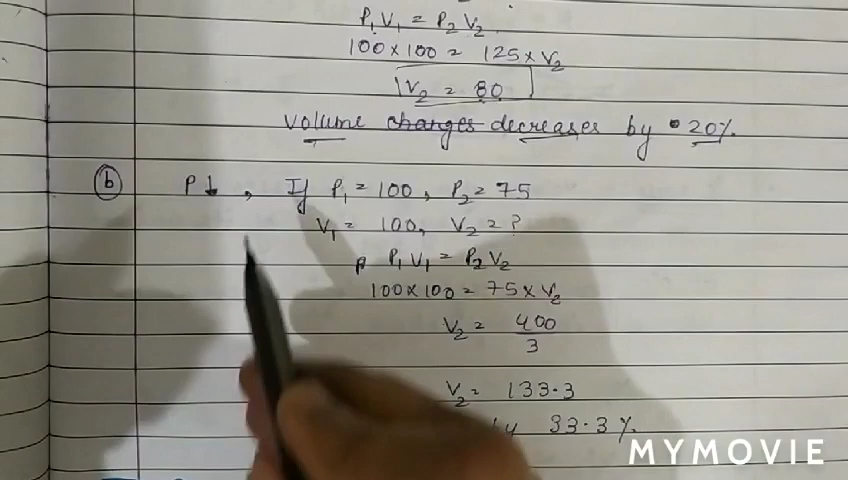 P₁V₁ = P₂V₂
100×100 = 125×V₂
V₂ = 80
Volume changes decreases by 20%.
(b) P↓, If P₁ = 100, P₂ = 75
V₁ = 100, V₂ = ?
P₁V₁ = P₂V₂
100×100 = 75×V₂
V₂ = 400/3
V₂ = 133.3
33.3%
MYMOVIE